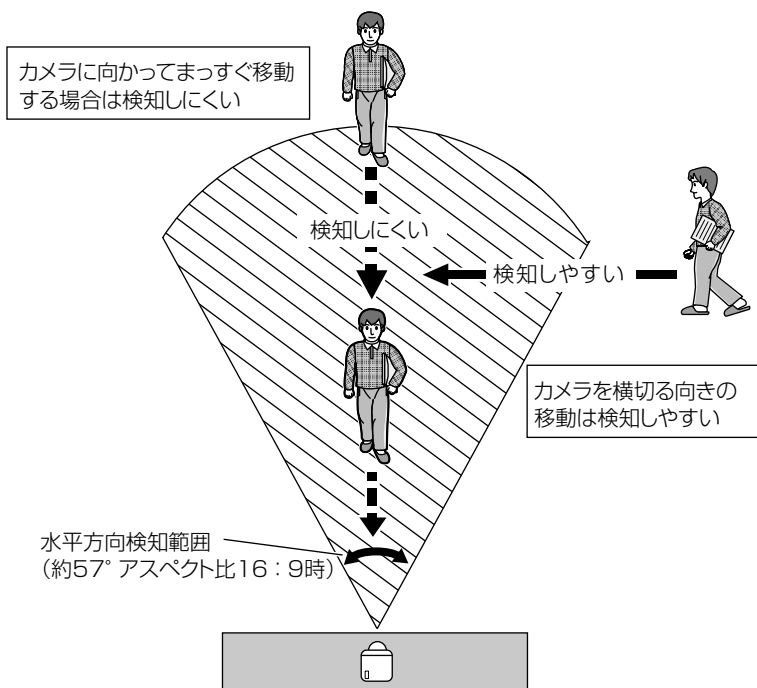 カメラに向かってまっすぐ移動
する場合は検知しにくい
検知しにくい
検知しやすい
カメラを横切る向きの
移動は検知しやすい
水平方向検知範囲
（約57°アスペクト比16：9時）